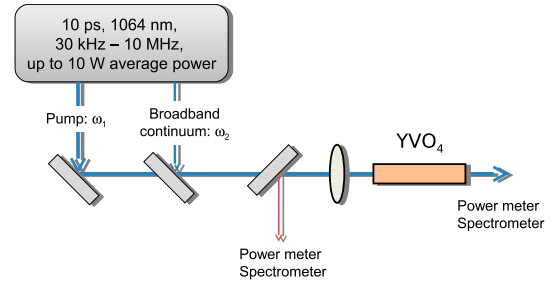 10 ps, 1064 nm,
30 kHz – 10 MHz,
up to 10 W average power
Pump: ω₁
Broadband
continuum: ω₂
YVO₄
Power meter
Spectrometer
Power meter
Spectrometer